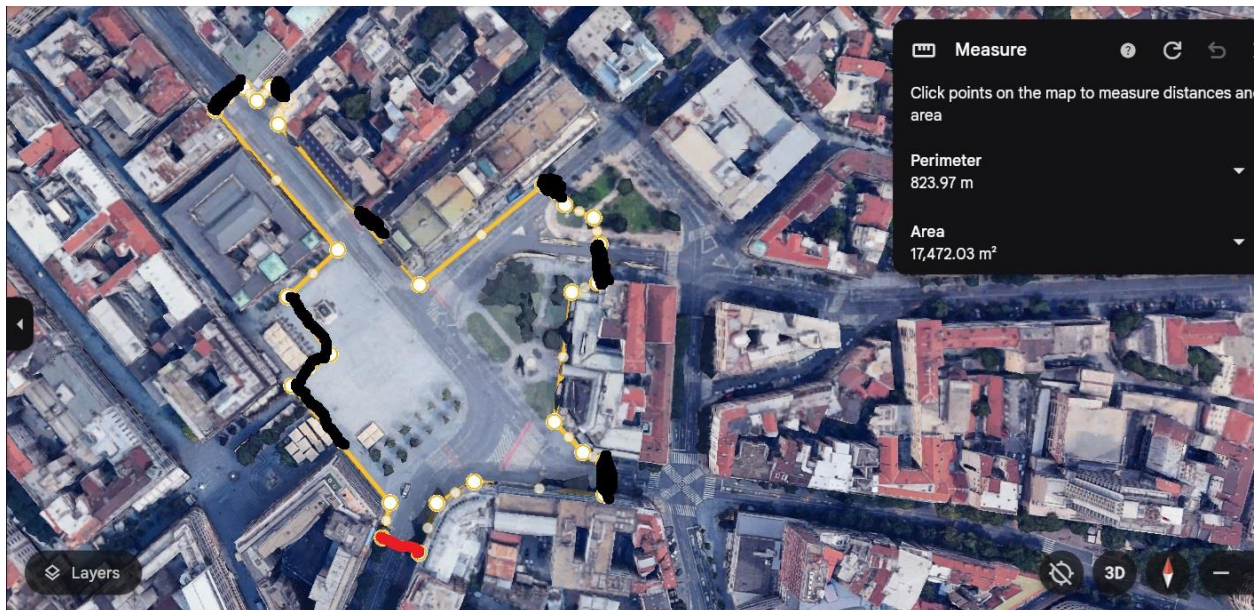 Measure
Click points on the map to measure distances and
area
Perimeter
823.97 m
Area
17,472.03 m²
Layers
3D